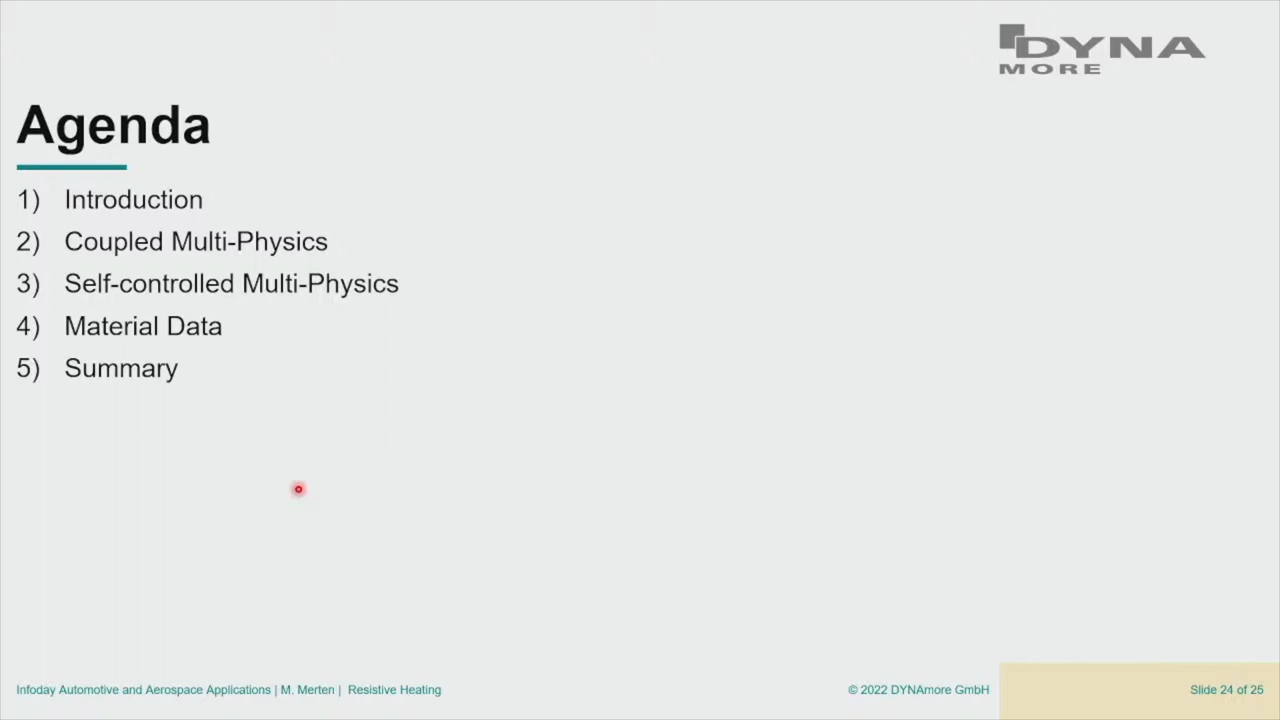 DYNA
MORE
Agenda
1) Introduction
2) Coupled Multi-Physics
3) Self-controlled Multi-Physics
4) Material Data
5) Summary
Infoday Automotive and Aerospace Applications | M. Merten | Resistive Heating
© 2022 DYNAmore GmbH
Slide 24 of 25